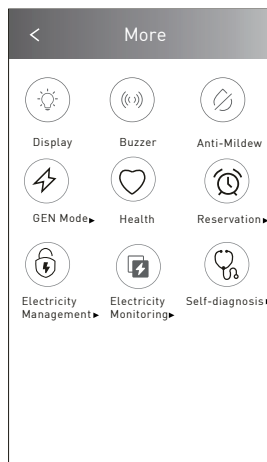 More
Display Buzzer Anti-Mildew
GEN Mode▸ Health Reservation▸
Electricity Electricity Self-diagnosis▸
Management▸ Monitoring▸